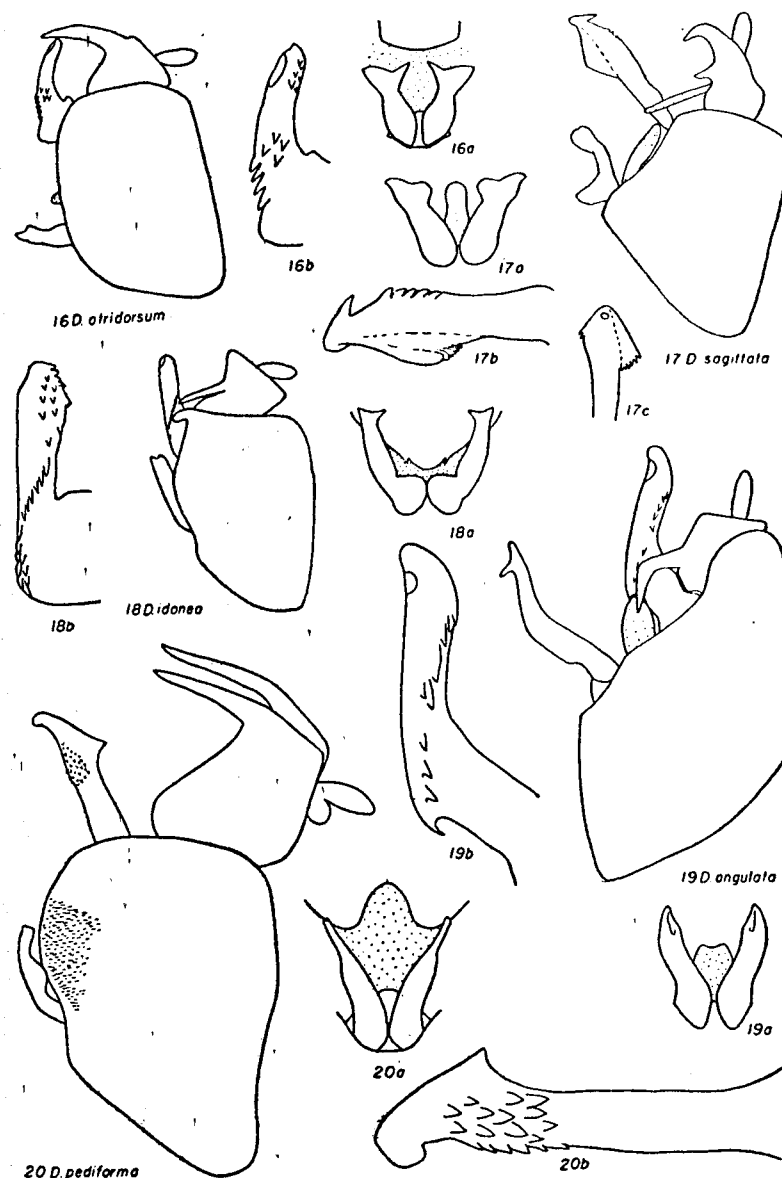 16a
16b
17a
16 D. atridorsum
17b
17 D. sagittata
17c
18a
18b
18 D. idonea
19b
19 D. angulata
19a
20a
20 D. pediforma
20b